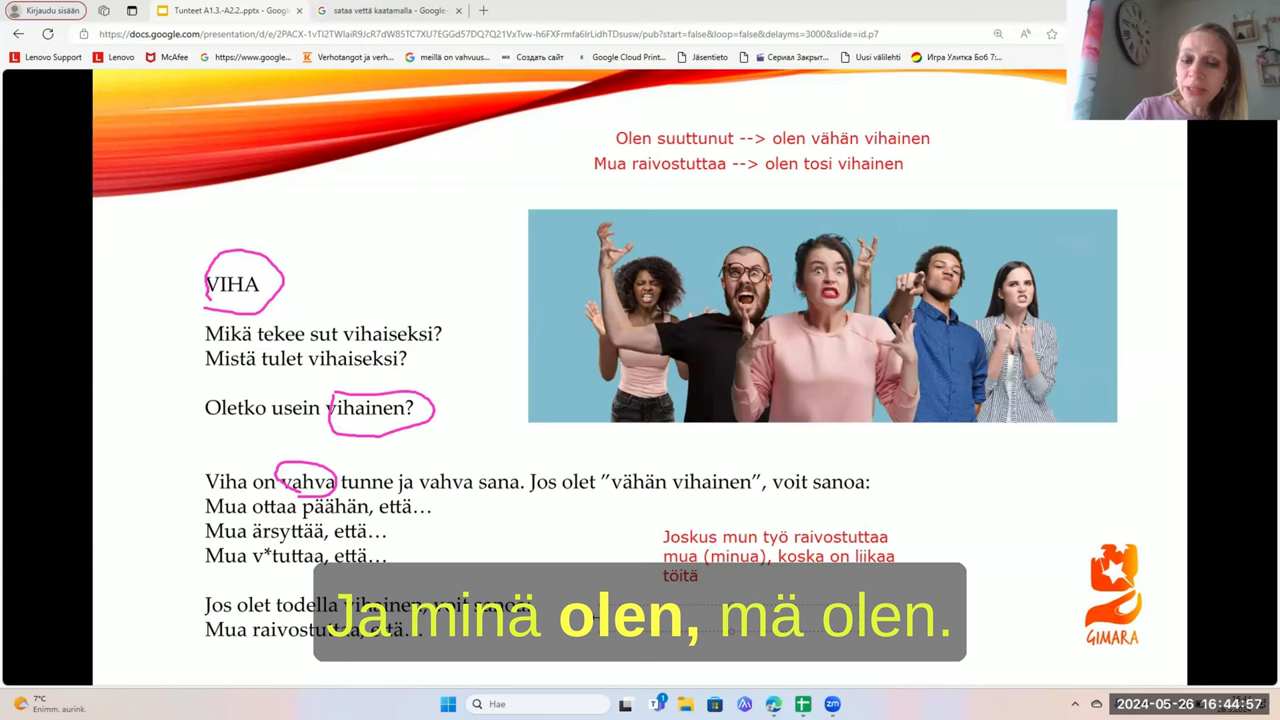 Kirjaudu sisään
Tunteet A1.3.-A2.2..pptx - Googl
sataa vettä kaatamalla - Google
https://docs.google.com/presentation/d/e/2PACX-1vTi2TWlaiR9JcR7dW85TC7XU7EGGd57DQ7Q21VxTvw-h6FXFrmfa6IrLidhTDsusw/pub?start=false&loop=false&delayms=3000&slide=id.p7
Lenovo Support
Lenovo
McAfee
https://www.google...
Verhotangot ja verh...
meillä on vahvuus...
Создать сайт
Google Cloud Print...
Jäsentieto
Сериал Закрыт...
Uusi välilehti
Игра Улитка Боб 7:...
Olen suuttunut --> olen vähän vihainen
Mua raivostuttaa --> olen tosi vihainen
VIHA
Mikä tekee sut vihaiseksi?
Mistä tulet vihaiseksi?
Oletko usein vihainen?
Viha on vahva tunne ja vahva sana. Jos olet ”vähän vihainen”, voit sanoa:
Mua ottaa päähän, että…
Mua ärsyttää, että…
Mua v*tuttaa, että…
Joskus mun työ raivostuttaa
mua (minua), koska on liikaa
töitä
Jos olet todella vihainen, voit sanoa:
Mua raivostuttaa, että…
Ja minä olen, mä olen.
GIMARA
7°C
Enimm. aurink.
Hae
2024-05-26 16:44:57